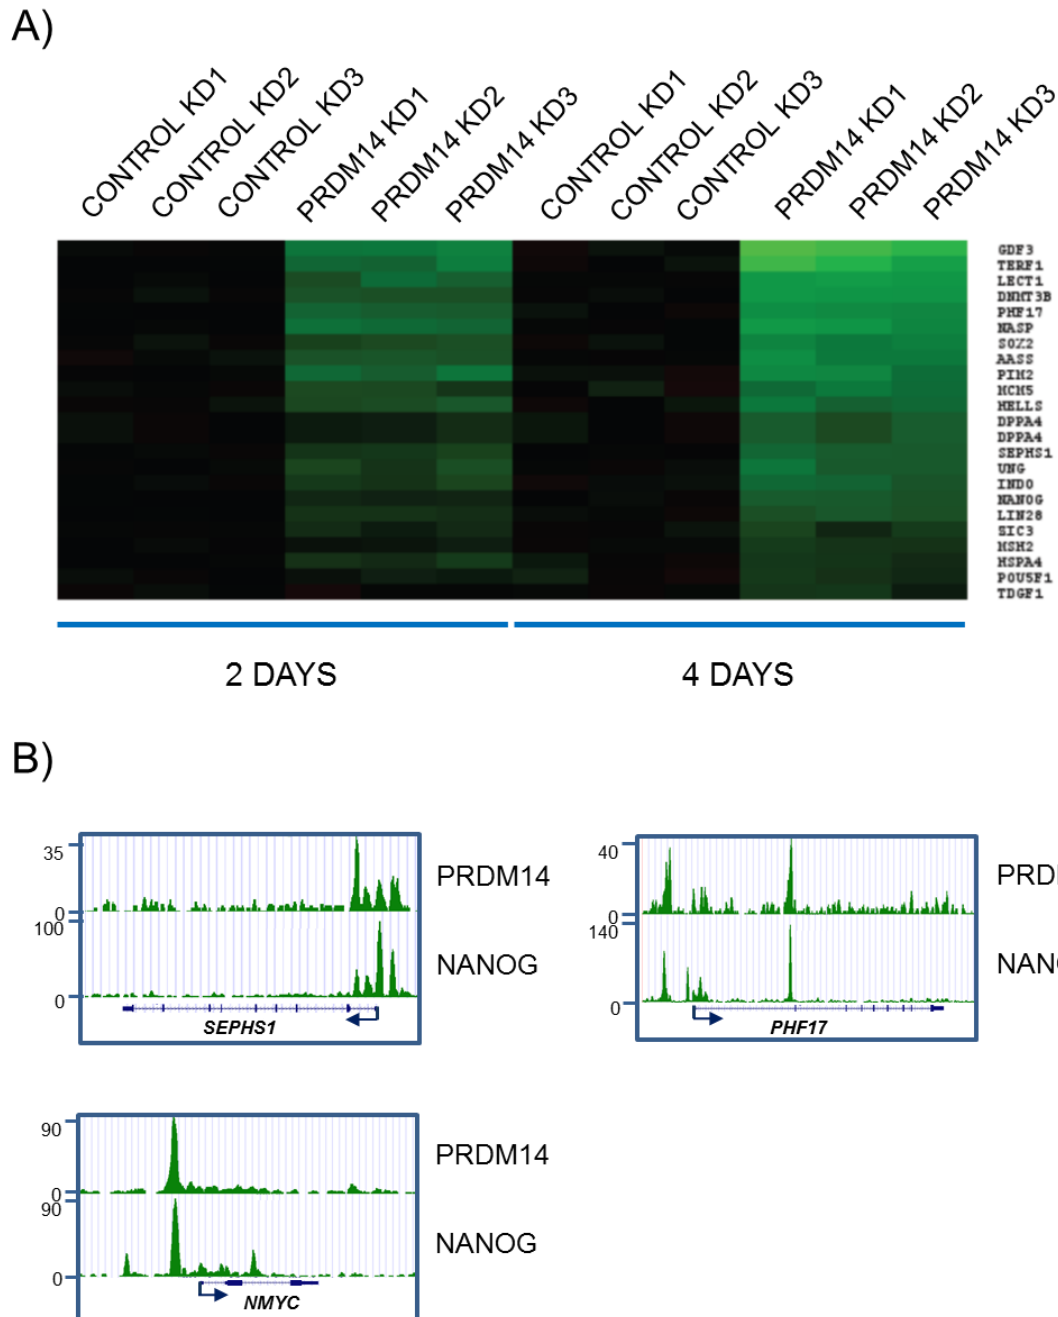 A)
CONTROL KD1
CONTROL KD2
CONTROL KD3
PRDM14 KD1
PRDM14 KD2
PRDM14 KD3
CONTROL KD1
CONTROL KD2
CONTROL KD3
PRDM14 KD1
PRDM14 KD2
PRDM14 KD3
GDF3
TERF1
LECT1
DNMT3B
PHF17
NASP
SOX2
AASS
PIM2
MCM5
HELLS
DPPA4
DPPA4
SEPHS1
UNG
INDO
NANOG
LIN28
SIC3
MSH2
HSPA4
POU5F1
TDGF1
2 DAYS
4 DAYS
B)
35
PRDM14
0
100
NANOG
0
SEPHS1
40
PRD
0
140
NAN
0
PHF17
90
PRDM14
0
90
NANOG
0
NMYC